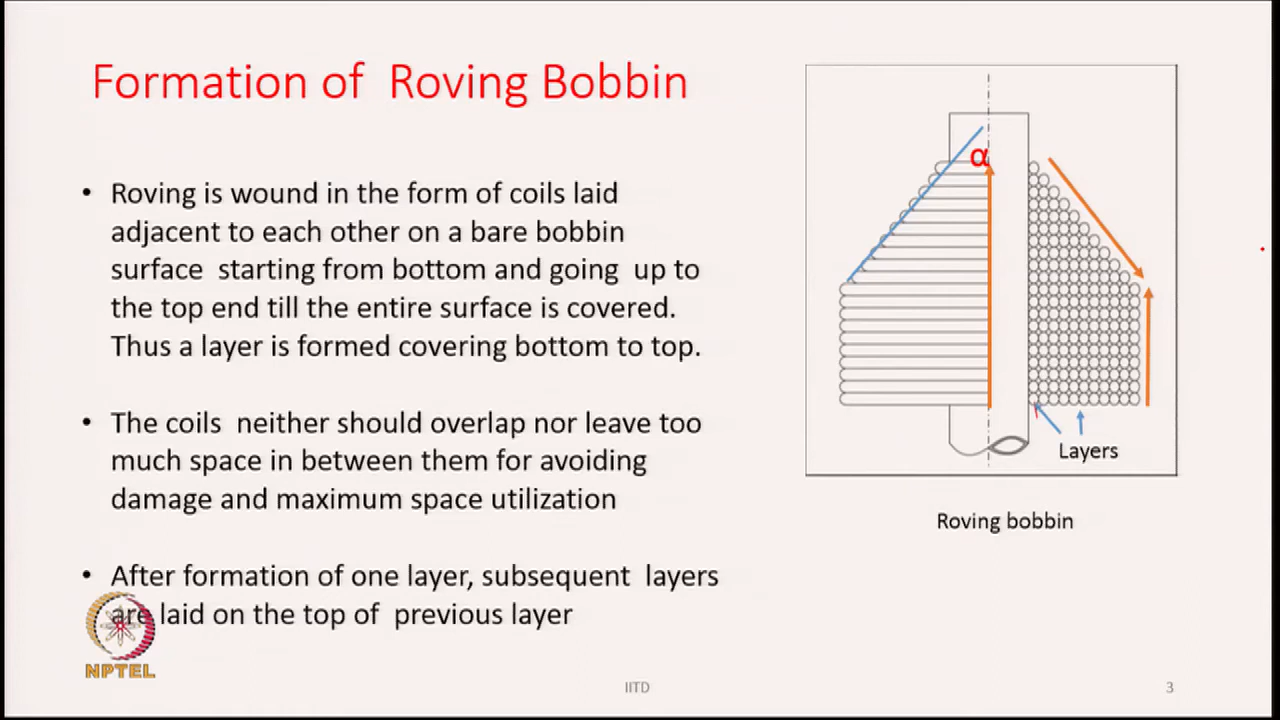 Formation of Roving Bobbin
• Roving is wound in the form of coils laid
adjacent to each other on a bare bobbin
surface starting from bottom and going up to
the top end till the entire surface is covered.
Thus a layer is formed covering bottom to top.
• The coils neither should overlap nor leave too
much space in between them for avoiding
damage and maximum space utilization
• After formation of one layer, subsequent layers
are laid on the top of previous layer
α
Layers
Roving bobbin
NPTEL
IITD
3